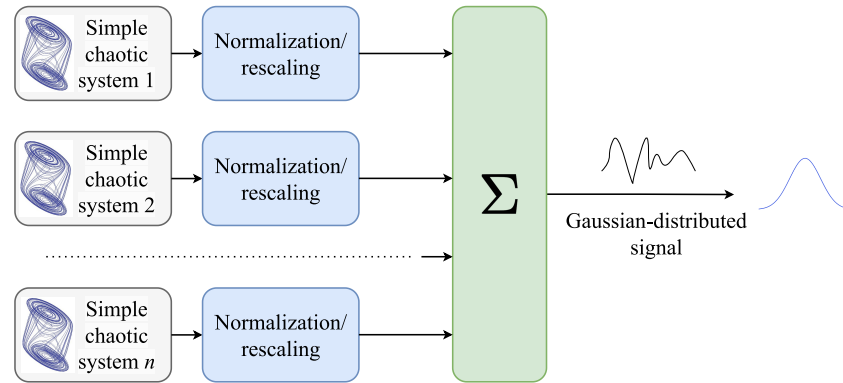 Simple
chaotic
system 1
Normalization/
rescaling
Simple
chaotic
system 2
Normalization/
rescaling
Σ
Gaussian-distributed
signal
Simple
chaotic
system n
Normalization/
rescaling